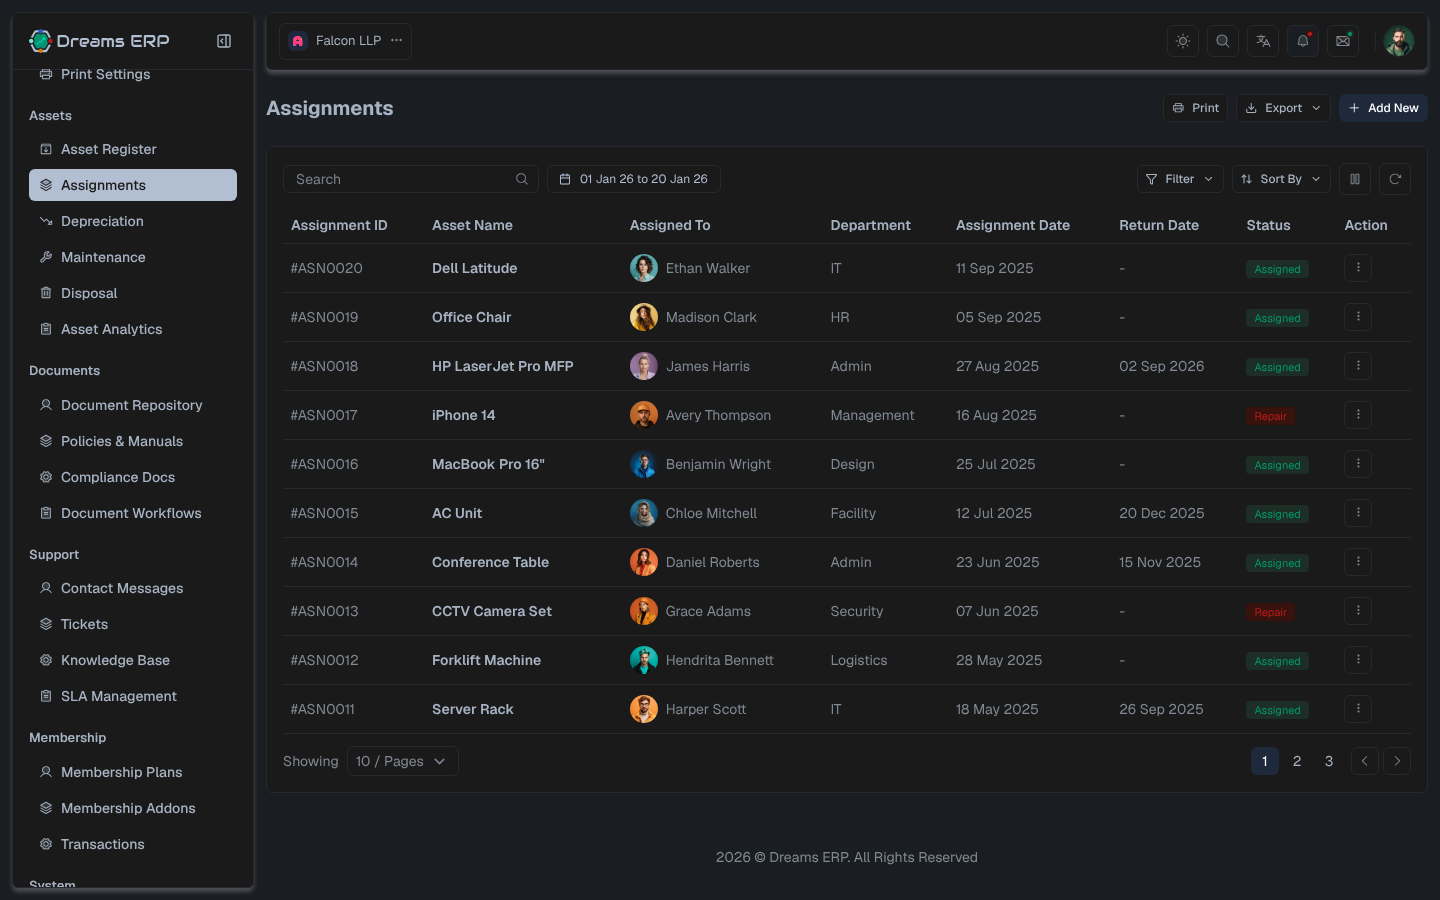 Dreams ERP
Falcon LLP
Print Settings
Assets
Asset Register
Assignments
Depreciation
Maintenance
Disposal
Asset Analytics
Documents
Document Repository
Policies & Manuals
Compliance Docs
Document Workflows
Support
Contact Messages
Tickets
Knowledge Base
SLA Management
Membership
Membership Plans
Membership Addons
Transactions
System
Assignments
Print
Export
Add New
Search
01 Jan 26 to 20 Jan 26
Filter
Sort By
Assignment ID Asset Name Assigned To Department Assignment Date Return Date Status Action
#ASN0020 Dell Latitude Ethan Walker IT 11 Sep 2025 - Assigned
#ASN0019 Office Chair Madison Clark HR 05 Sep 2025 - Assigned
#ASN0018 HP LaserJet Pro MFP James Harris Admin 27 Aug 2025 02 Sep 2026 Assigned
#ASN0017 iPhone 14 Avery Thompson Management 16 Aug 2025 - Repair
#ASN0016 MacBook Pro 16" Benjamin Wright Design 25 Jul 2025 - Assigned
#ASN0015 AC Unit Chloe Mitchell Facility 12 Jul 2025 20 Dec 2025 Assigned
#ASN0014 Conference Table Daniel Roberts Admin 23 Jun 2025 15 Nov 2025 Assigned
#ASN0013 CCTV Camera Set Grace Adams Security 07 Jun 2025 - Repair
#ASN0012 Forklift Machine Hendrita Bennett Logistics 28 May 2025 - Assigned
#ASN0011 Server Rack Harper Scott IT 18 May 2025 26 Sep 2025 Assigned
Showing 10 / Pages
1 2 3
2026 © Dreams ERP. All Rights Reserved